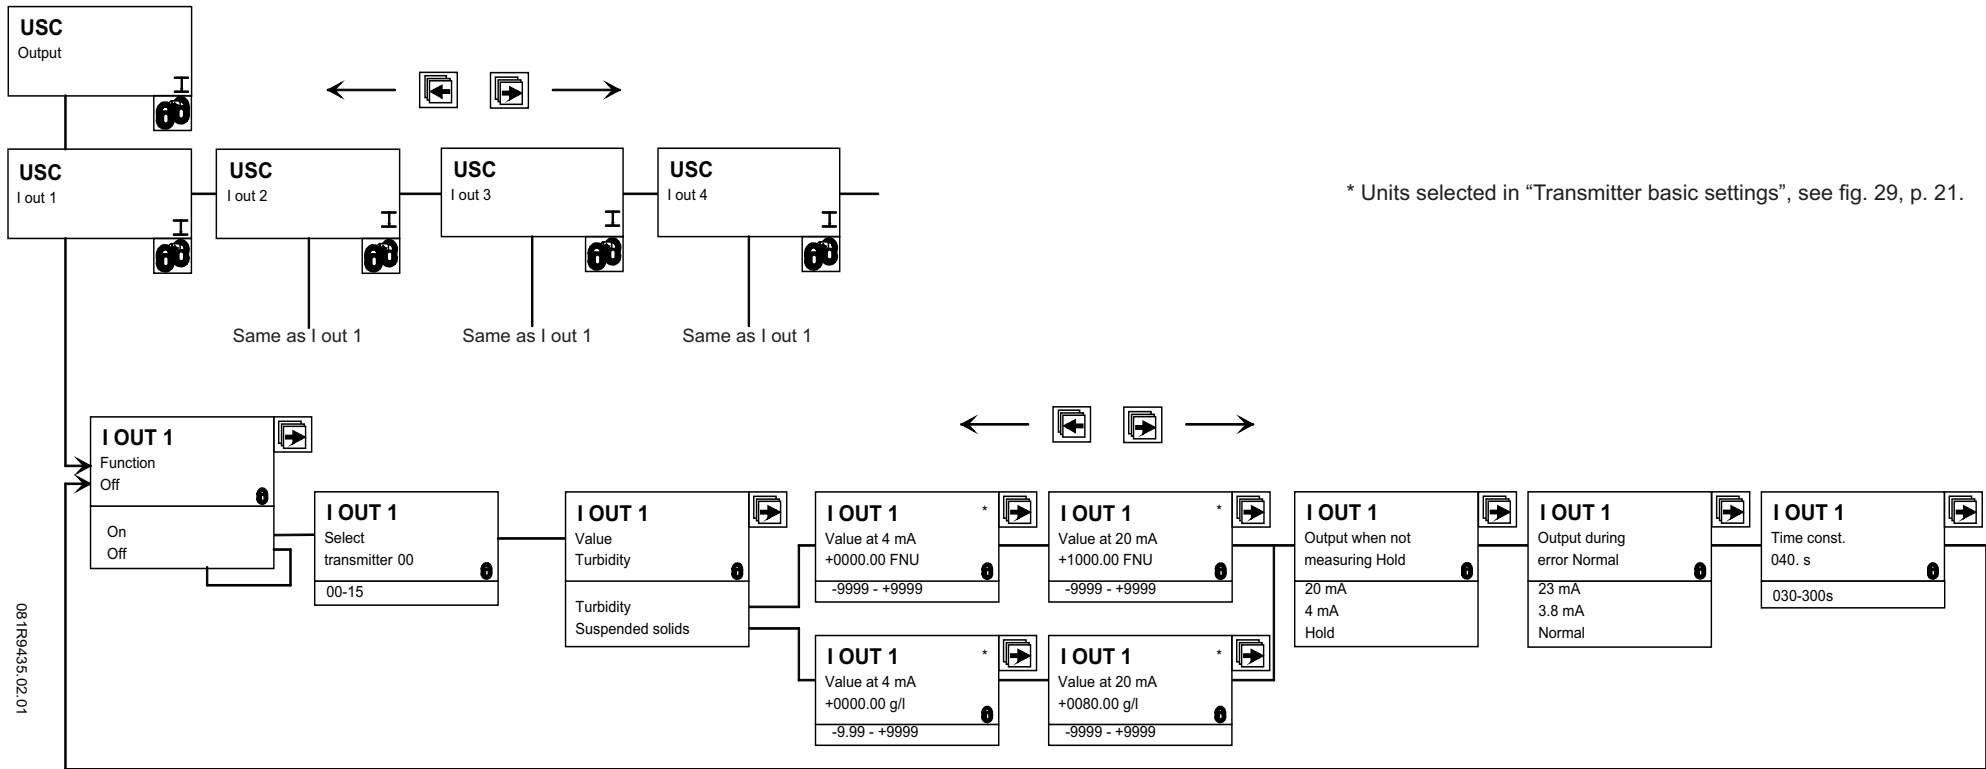 USC
Output
USC
I out 1
USC
I out 2
USC
I out 3
USC
I out 4
* Units selected in “Transmitter basic settings”, see fig. 29, p. 21.
Same as I out 1
Same as I out 1
Same as I out 1
I OUT 1
Function
Off
On
Off
I OUT 1
Select
transmitter 00
00-15
I OUT 1
Value
Turbidity
Turbidity
Suspended solids
I OUT 1 *
Value at 4 mA
+0000.00 FNU
-9999 - +9999
I OUT 1 *
Value at 20 mA
+1000.00 FNU
-9999 - +9999
I OUT 1 *
Value at 4 mA
+0000.00 g/l
-9.99 - +9999
I OUT 1 *
Value at 20 mA
+0080.00 g/l
-9999 - +9999
I OUT 1
Output when not
measuring Hold
20 mA
4 mA
Hold
I OUT 1
Output during
error Normal
23 mA
3.8 mA
Normal
I OUT 1
Time const.
040. s
030-300s
081R9435.02.01